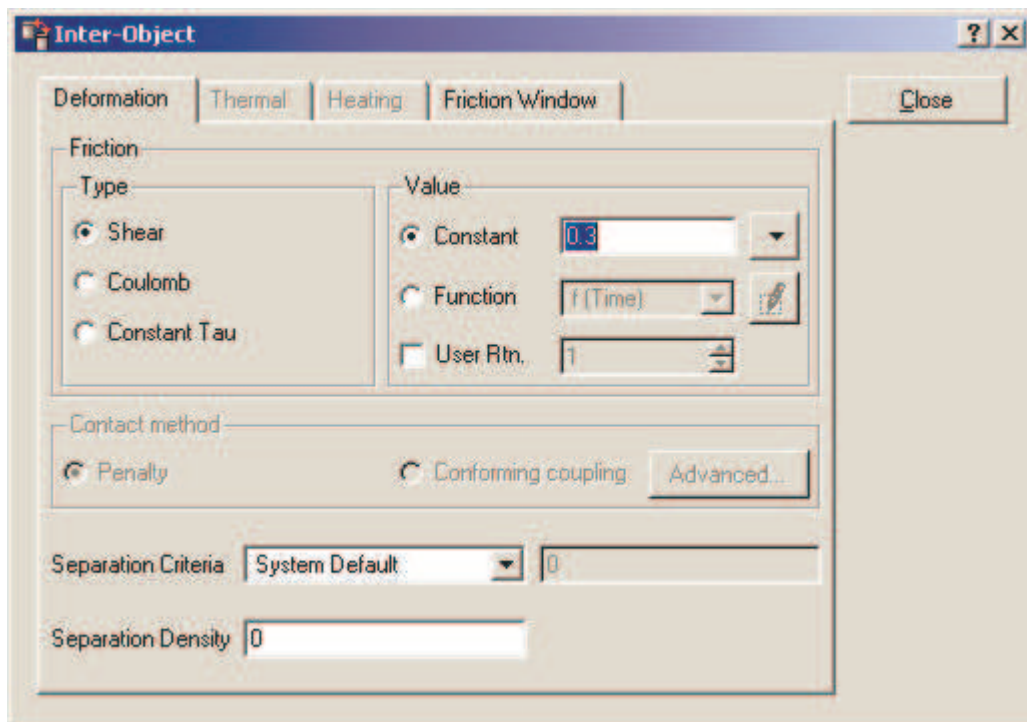 Inter-Object
Deformation Thermal Heating Friction Window Close
Friction
Type Value
Shear Constant 0.3
Coulomb Function f (Time)
Constant Tau User Rtn. 1
Contact method
Penalty Conforming coupling Advanced...
Separation Criteria System Default 0
Separation Density 0